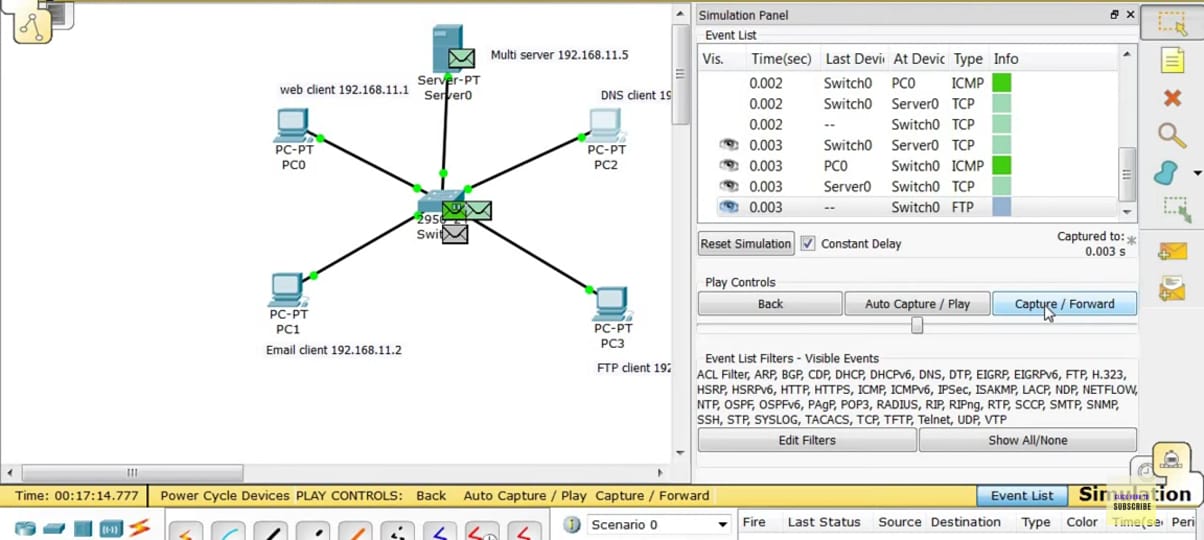 Simulation Panel
Event List
Vis. Time(sec) Last Devi At Devic Type Info
0.002 Switch0 PC0 ICMP
0.002 Switch0 Server0 TCP
0.002 -- Switch0 TCP
0.003 Switch0 Server0 TCP
0.003 PC0 Switch0 ICMP
0.003 Server0 Switch0 TCP
0.003 -- Switch0 FTP
Reset Simulation Constant Delay Captured to:
0.003 s
Play Controls
Back Auto Capture / Play Capture / Forward
Event List Filters - Visible Events
ACL Filter, ARP, BGP, CDP, DHCP, DHCPv6, DNS, DTP, EIGRP, EIGRPv6, FTP, H.323,
HSRP, HSRPv6, HTTP, HTTPS, ICMP, ICMPv6, IPSec, ISAKMP, LACP, NDP, NETFLOW,
NTP, OSPF, OSPFv6, PAgP, POP3, RADIUS, RIP, RIPng, RTP, SCCP, SMTP, SNMP,
SSH, STP, SYSLOG, TACACS, TCP, TFTP, Telnet, UDP, VTP
Edit Filters Show All/None
Multi server 192.168.11.5
Server-PT
Server0
web client 192.168.11.1
DNS client 19
PC-PT
PC0
PC-PT
PC2
2950-2
Swit
PC-PT
PC1
PC-PT
PC3
Email client 192.168.11.2
FTP client 192
Time: 00:17:14.777 Power Cycle Devices PLAY CONTROLS: Back Auto Capture / Play Capture / Forward Event List Simulation
SUBSCRIBE
Scenario 0 Fire Last Status Source Destination Type Color Time(se Peri